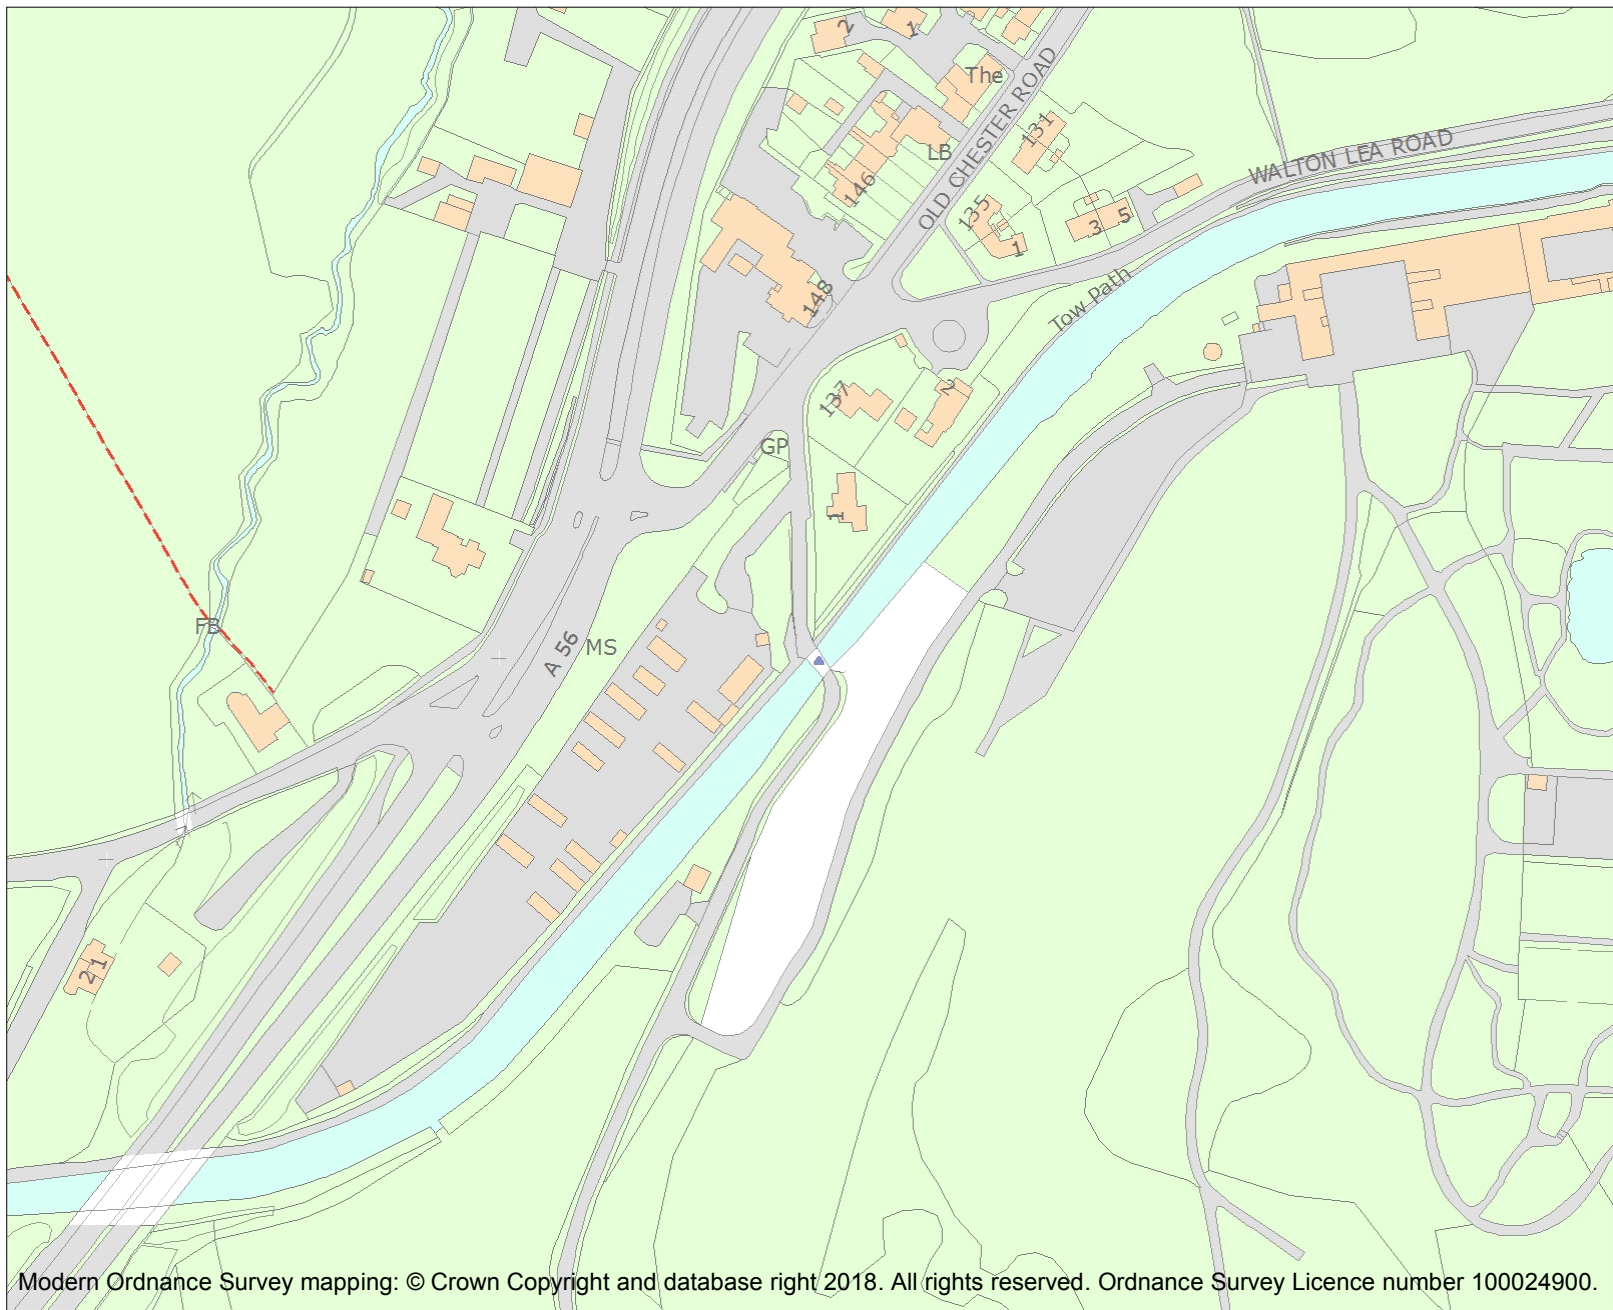 2
1
The
OLD CHESTER ROAD
131
LB
WALTON LEA ROAD
146
135
1
3
5
Tow Path
148
137
2
GP
1
FB
A 56
MS
2 1
Modern Ordnance Survey mapping: © Crown Copyright and database right 2018. All rights reserved. Ordnance Survey Licence number 100024900.